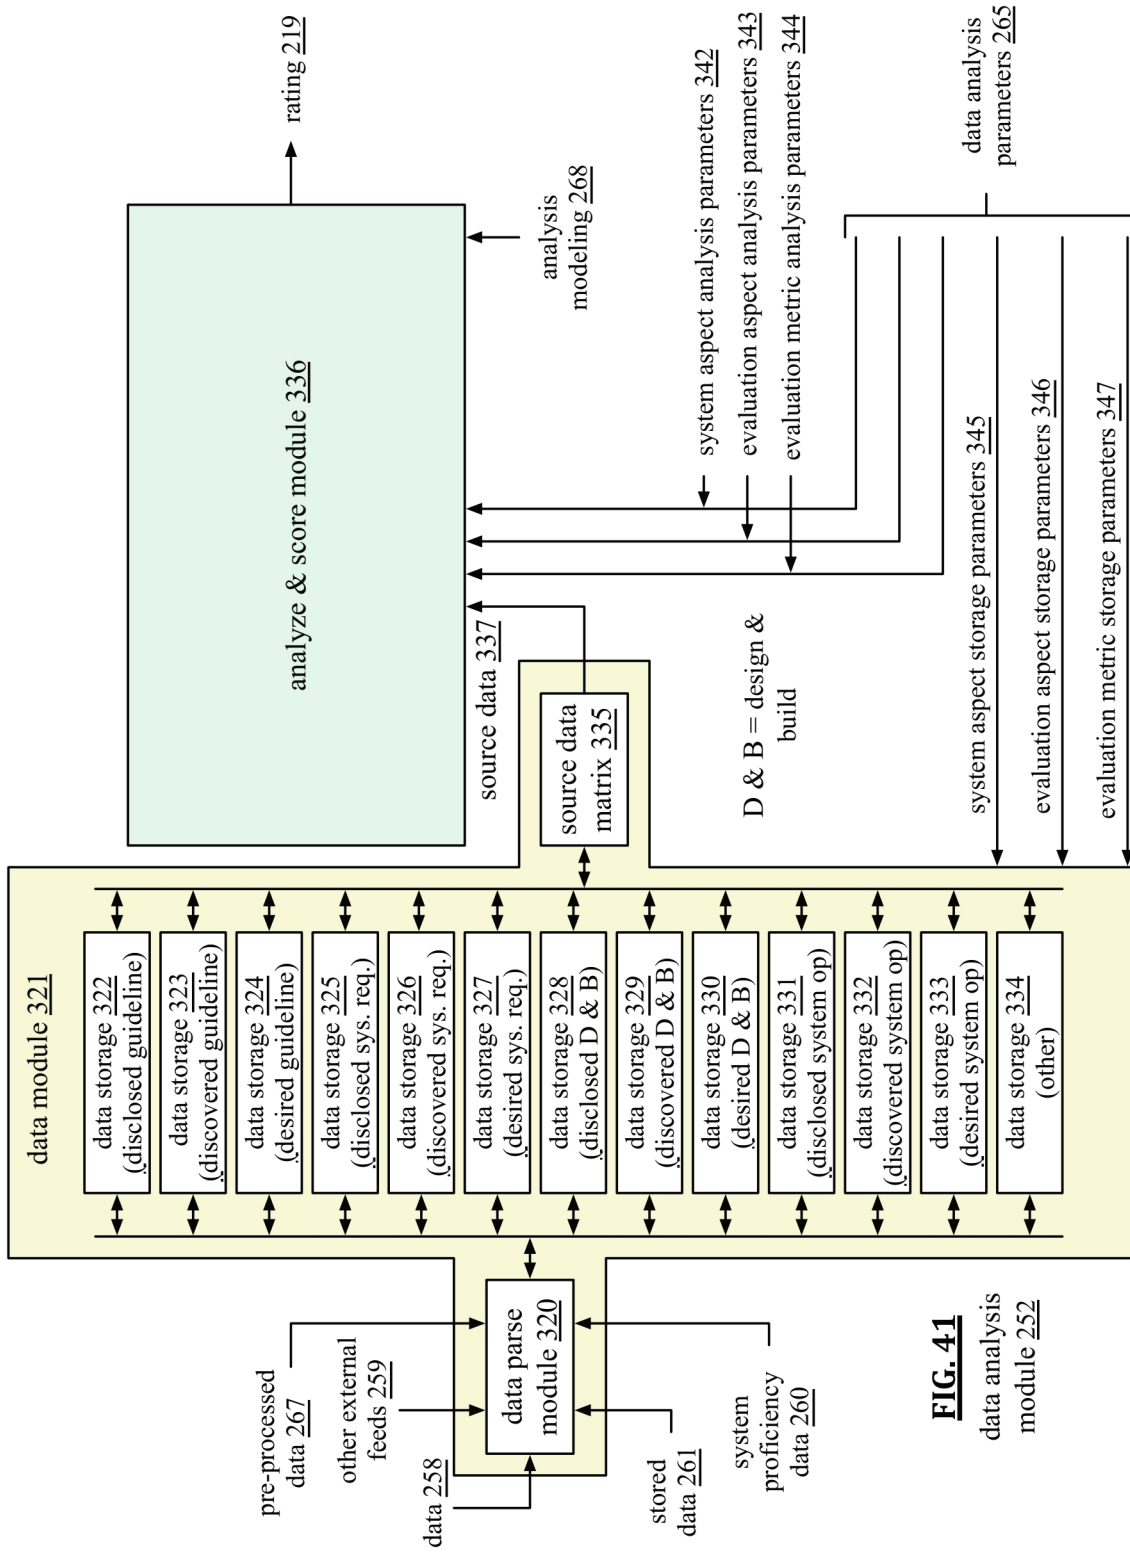 data module 321
data storage 322
(disclosed guideline)
data storage 323
(discovered guideline)
data storage 324
(desired guideline)
data storage 325
(disclosed sys. req.)
data storage 326
(discovered sys. req.)
data storage 327
(desired sys. req.)
data storage 328
(disclosed D & B)
data storage 329
(discovered D & B)
data storage 330
(desired D & B)
data storage 331
(disclosed system op)
data storage 332
(discovered system op)
data storage 333
(desired system op)
data storage 334
(other)
pre-processed
data 267
other external
feeds 259
data 258
data parse
module 320
stored
data 261
system
proficiency
data 260
source data
matrix 335
source data 337
analyze & score module 336
rating 219
analysis
modeling 268
system aspect analysis parameters 342
evaluation aspect analysis parameters 343
evaluation metric analysis parameters 344
data analysis
parameters 265
D & B = design &
build
system aspect storage parameters 345
evaluation aspect storage parameters 346
evaluation metric storage parameters 347
FIG. 41
data analysis
module 252